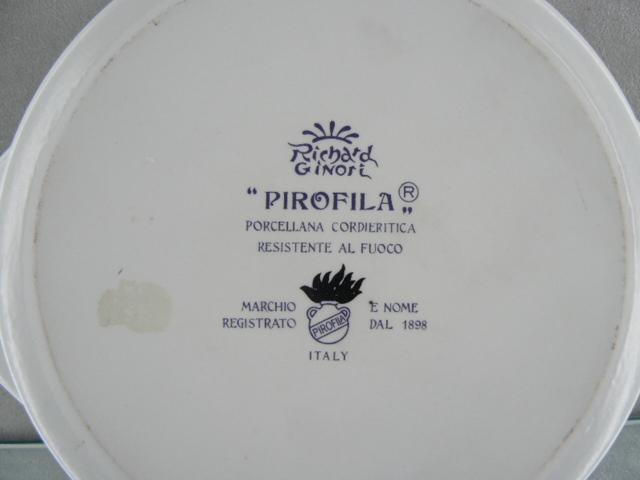 Richard
Ginori
"PIROFILA®"
PORCELLANA CORDIERITICA
RESISTENTE AL FUOCO
MARCHIO E NOME
REGISTRATO DAL 1898
PIROFILA
ITALY